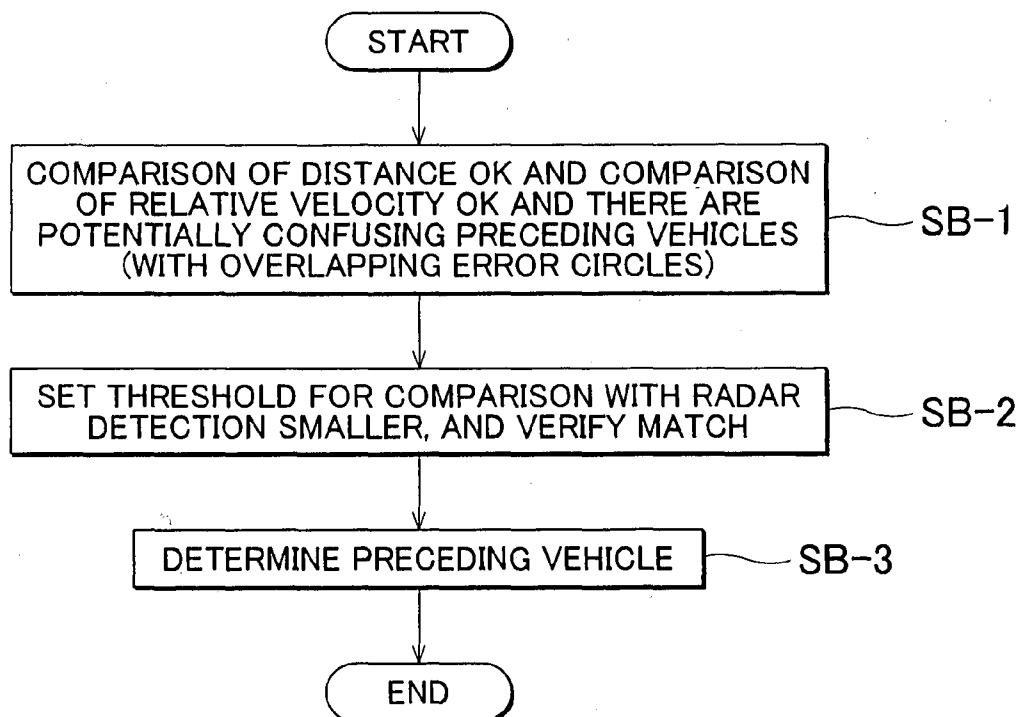 START
COMPARISON OF DISTANCE OK AND COMPARISON
OF RELATIVE VELOCITY OK AND THERE ARE
POTENTIALLY CONFUSING PRECEDING VEHICLES
(WITH OVERLAPPING ERROR CIRCLES)
SB-1
SET THRESHOLD FOR COMPARISON WITH RADAR
DETECTION SMALLER, AND VERIFY MATCH
SB-2
DETERMINE PRECEDING VEHICLE
SB-3
END